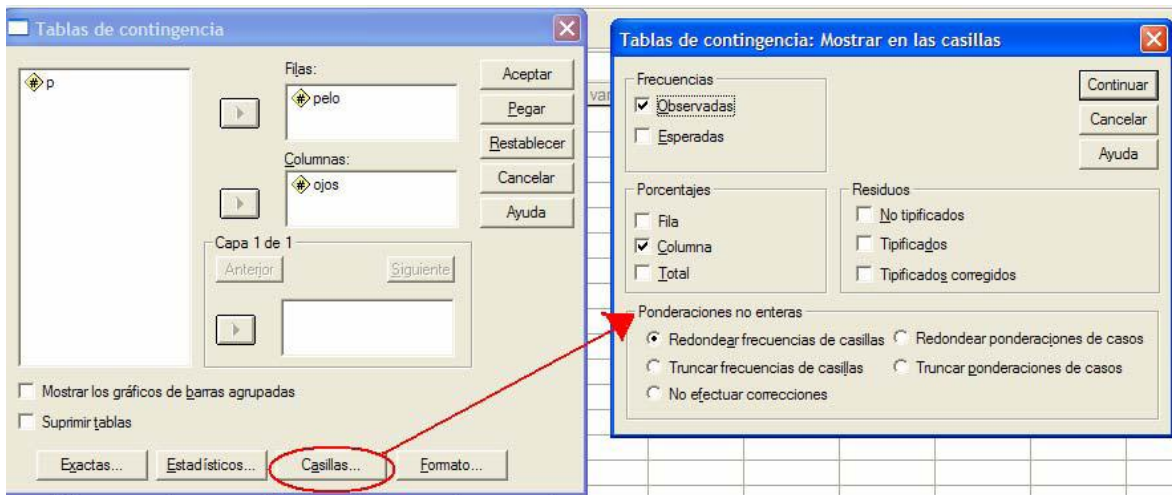 Tablas de contingencia
p
Filas:
pelo
Columnas:
ojos
Capa 1 de 1
Anterior
Siguiente
Aceptar
Pegar
Restablecer
Cancelar
Ayuda
Mostrar los gráficos de barras agrupadas
Suprimir tablas
Exactas...
Estadísticos...
Casillas...
Formato...
var
Tablas de contingencia: Mostrar en las casillas
Frecuencias
Observadas
Esperadas
Continuar
Cancelar
Ayuda
Porcentajes
Fila
Columna
Total
Residuos
No tipificados
Tipificados
Tipificados corregidos
Ponderaciones no enteras
Redondear frecuencias de casillas
Redondear ponderaciones de casos
Truncar frecuencias de casillas
Truncar ponderaciones de casos
No efectuar correcciones